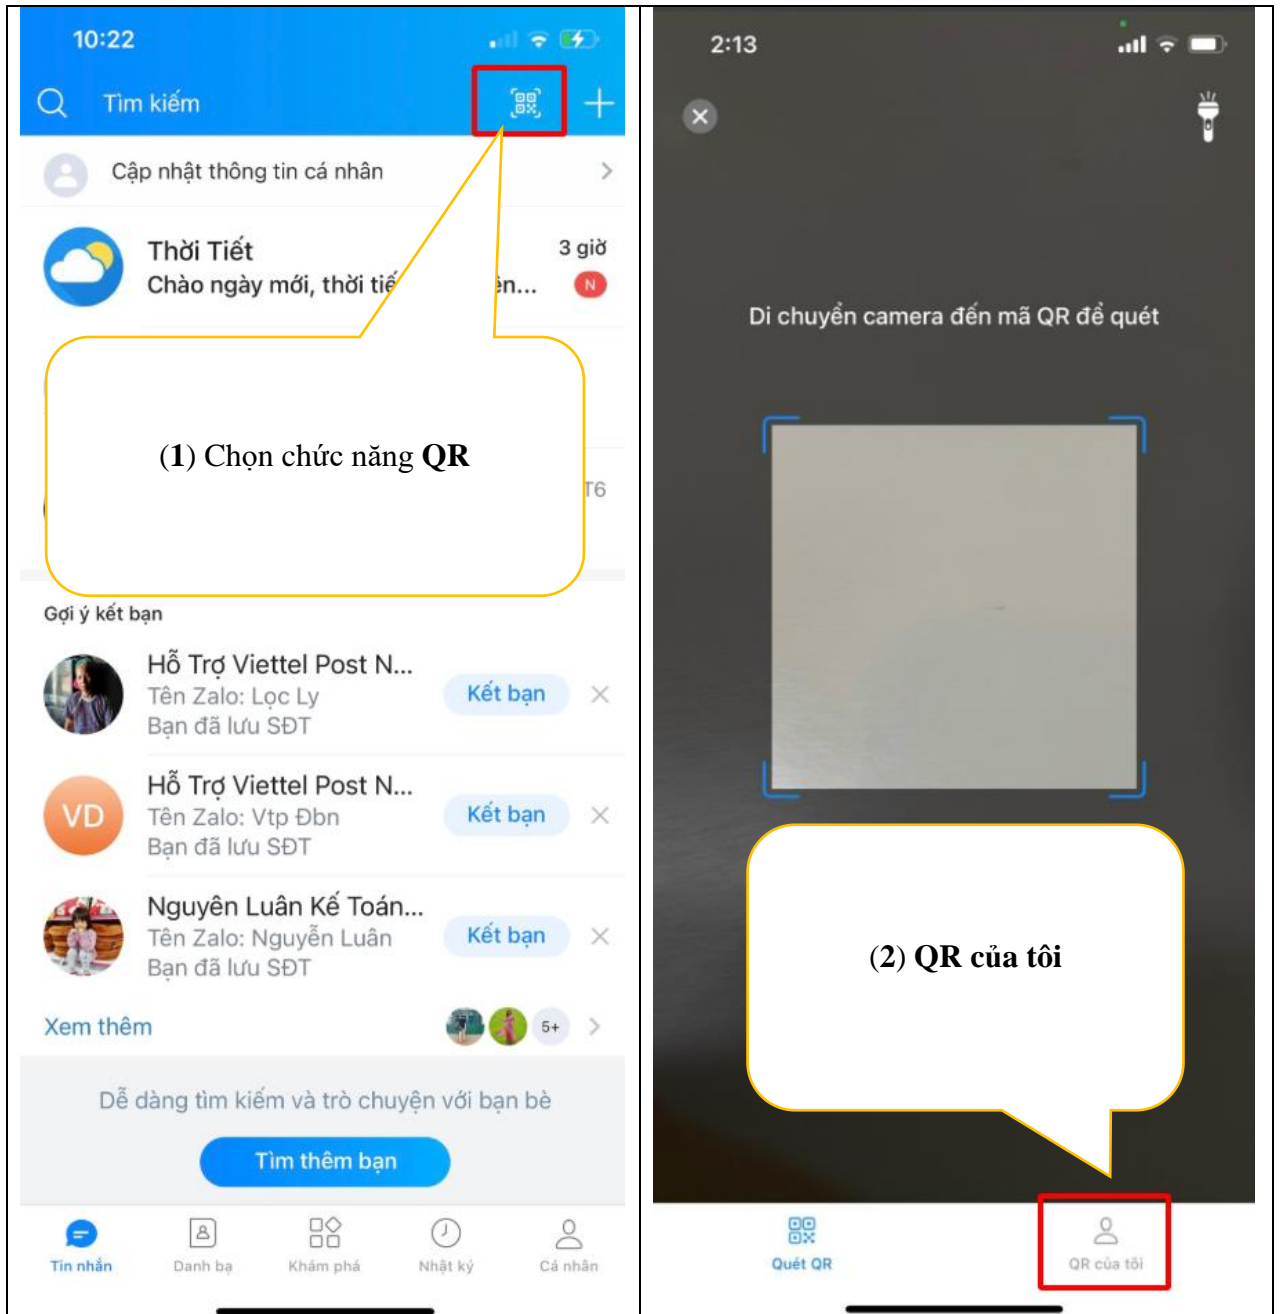 10:22
Tìm kiếm
Cập nhật thông tin cá nhân
Thời Tiết
3 giờ
Chào ngày mới, thời tiế
ên...
N
(1) Chọn chức năng QR
T6
Gợi ý kết bạn
Hỗ Trợ Viettel Post N...
Tên Zalo: Lọc Ly
Bạn đã lưu SĐT
Kết bạn
VD
Hỗ Trợ Viettel Post N...
Tên Zalo: Vtp Đbn
Bạn đã lưu SĐT
Kết bạn
Nguyên Luân Kế Toán...
Tên Zalo: Nguyễn Luân
Bạn đã lưu SĐT
Kết bạn
Xem thêm
5+
Dễ dàng tìm kiếm và trò chuyện với bạn bè
Tìm thêm bạn
Tin nhắn
Danh bạ
Khám phá
Nhật ký
Cá nhân
2:13
Di chuyển camera đến mã QR để quét
(2) QR của tôi
Quét QR
QR của tôi